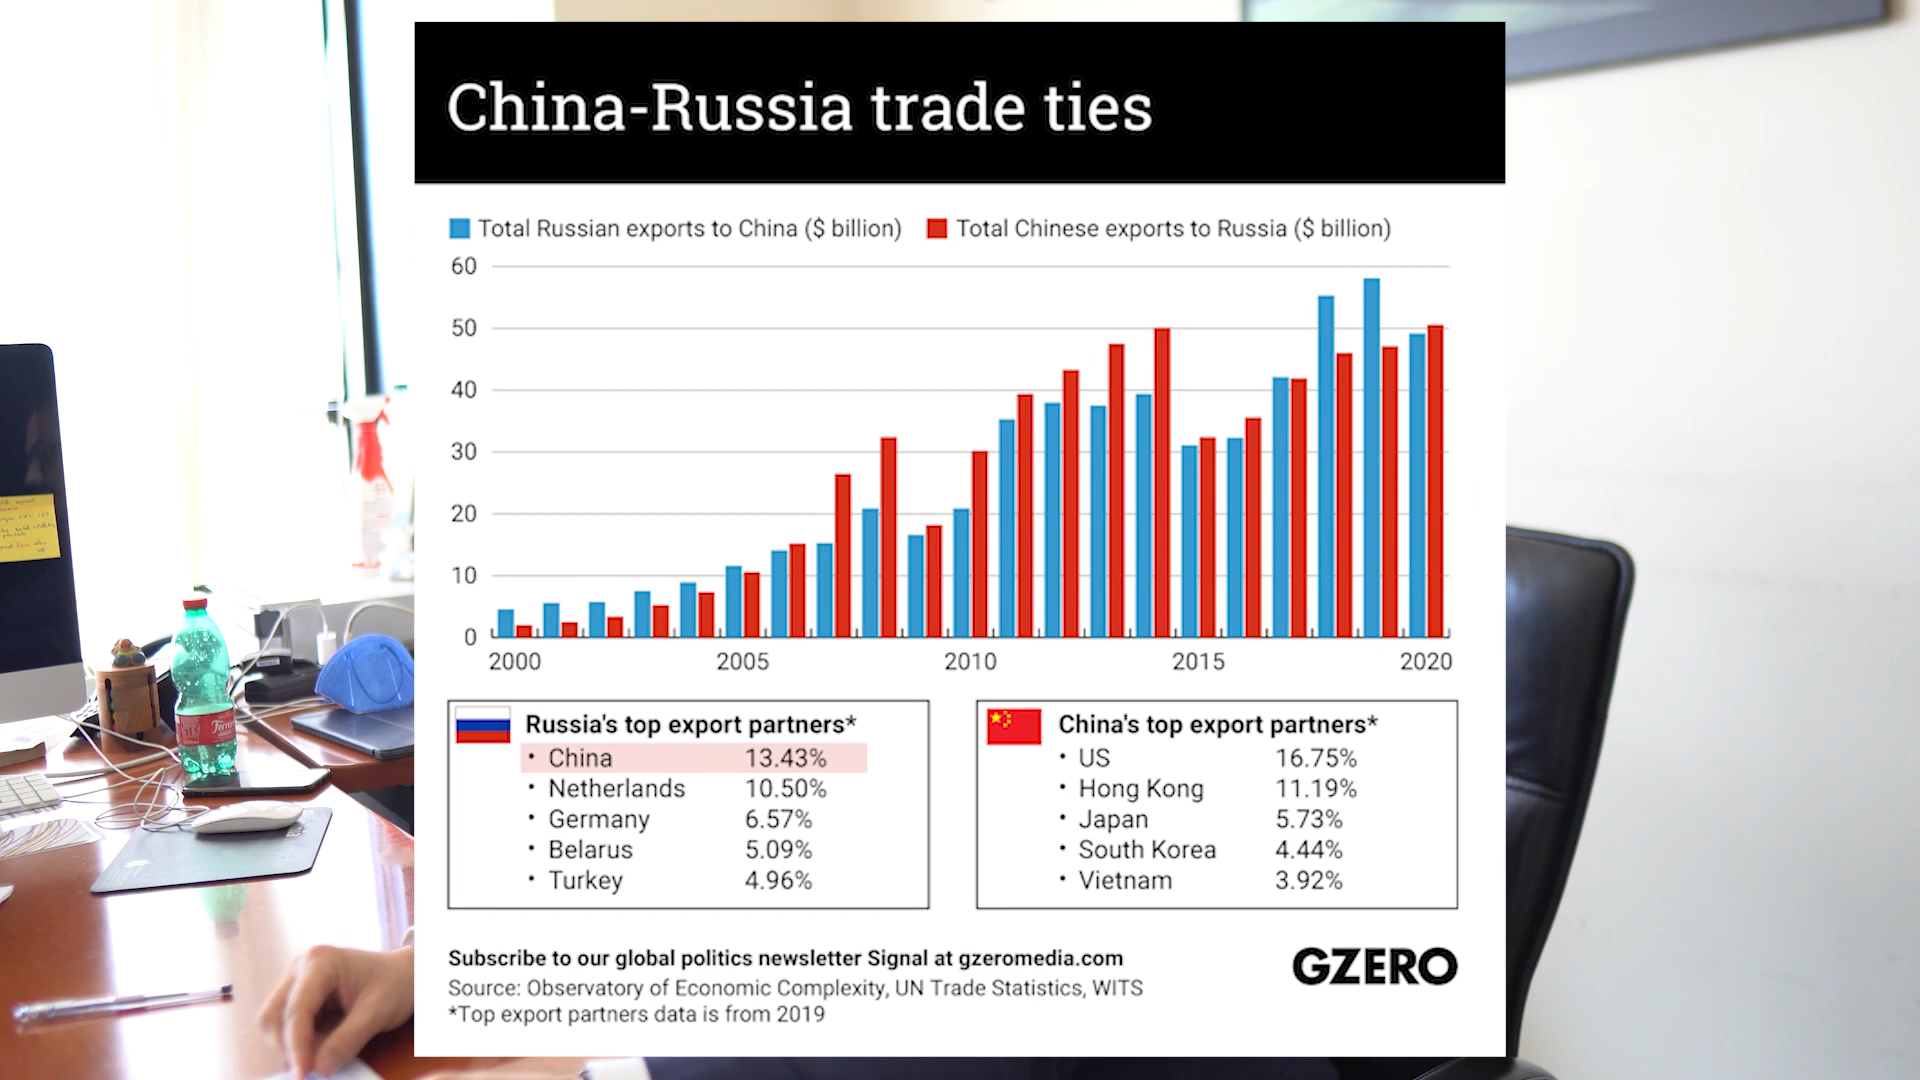 China-Russia trade ties
Total Russian exports to China ($ billion) Total Chinese exports to Russia ($ billion)
60
50
40
30
20
10
0
2000 2005 2010 2015 2020
Russia's top export partners*
• China 13.43%
• Netherlands 10.50%
• Germany 6.57%
• Belarus 5.09%
• Turkey 4.96%
China's top export partners*
• US 16.75%
• Hong Kong 11.19%
• Japan 5.73%
• South Korea 4.44%
• Vietnam 3.92%
Subscribe to our global politics newsletter Signal at gzeromedia.com
GZERO
Source: Observatory of Economic Complexity, UN Trade Statistics, WITS
*Top export partners data is from 2019